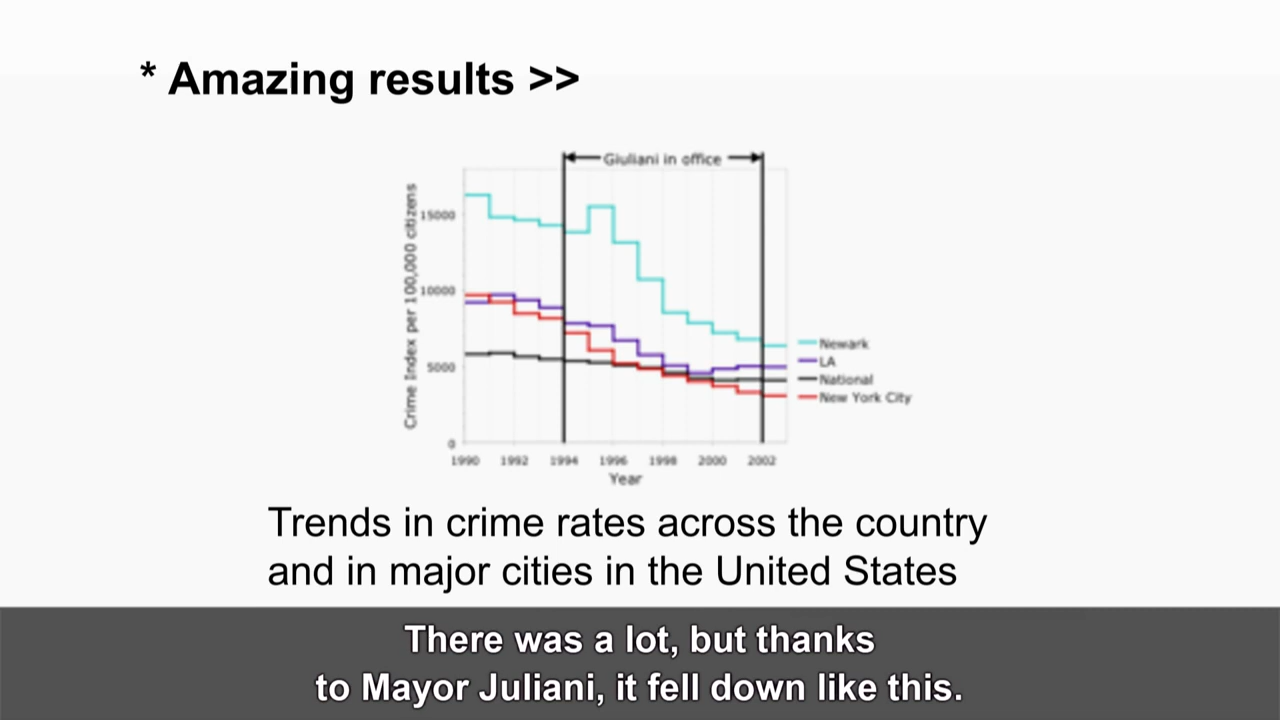 * Amazing results >>
Giuliani in office
Crime Index per 100,000 citizens
15000
10000
5000
0
1990 1992 1994 1996 1998 2000 2002
Year
Newark
LA
National
New York City
Trends in crime rates across the country
and in major cities in the United States
There was a lot, but thanks
to Mayor Juliani, it fell down like this.